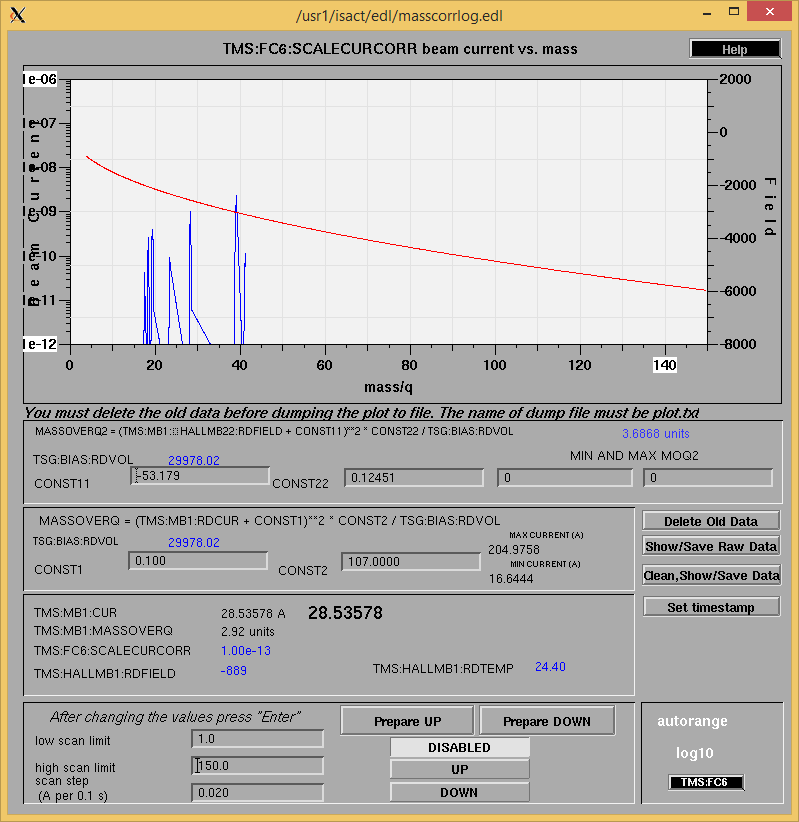 /usr1/isact/edl/masscorrlog.edl
TMS:FC6:SCALECURCORR beam current vs. mass
Help
1e-06
1e-07
1e-08
1e-09
1e-10
1e-11
1e-12
Beam Current
2000
0
-2000
-4000
-6000
-8000
Field
0 20 40 60 80 100 120 140
mass/q
You must delete the old data before dumping the plot to file. The name of dump file must be plot.txt
MASSOVERQ2 = (TMS:MB1:HALLMB22:RDFIELD + CONST11)**2 * CONST22 / TSG:BIAS:RDVOL
3.6868 units
TSG:BIAS:RDVOL 29978.02
MIN AND MAX MOQ2
CONST11 -53.179 CONST22 0.12451 0 0
MASSOVERQ = (TMS:MB1:RDCUR + CONST1)**2 * CONST2 / TSG:BIAS:RDVOL
TSG:BIAS:RDVOL 29978.02
MAX CURRENT (A)
204.9758
CONST1 0.100 CONST2 107.0000
MIN CURRENT (A)
16.6444
Delete Old Data
Show/Save Raw Data
Clean,Show/Save Data
Set timestamp
TMS:MB1:CUR 28.53578 A 28.53578
TMS:MB1:MASSOVERQ 2.92 units
TMS:FC6:SCALECURCORR 1.00e-13
TMS:HALLMB1:RDFIELD -889
TMS:HALLMB1:RDTEMP 24.40
After changing the values press "Enter"
low scan limit 1.0
high scan limit 150.0
scan step
(A per 0.1 s) 0.020
Prepare UP
Prepare DOWN
DISABLED
UP
DOWN
autorange
log10
TMS:FC6